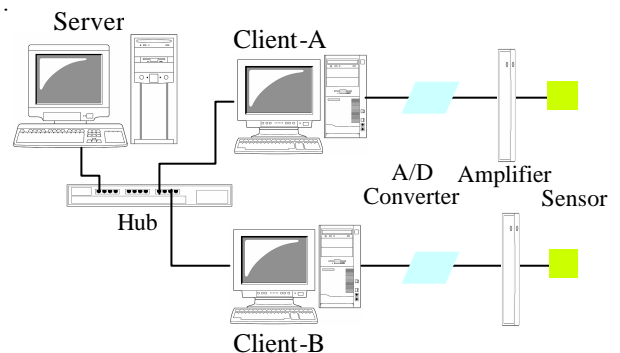 .
Server
Client-A
A/D
Converter
Amplifier
Sensor
Hub
Client-B